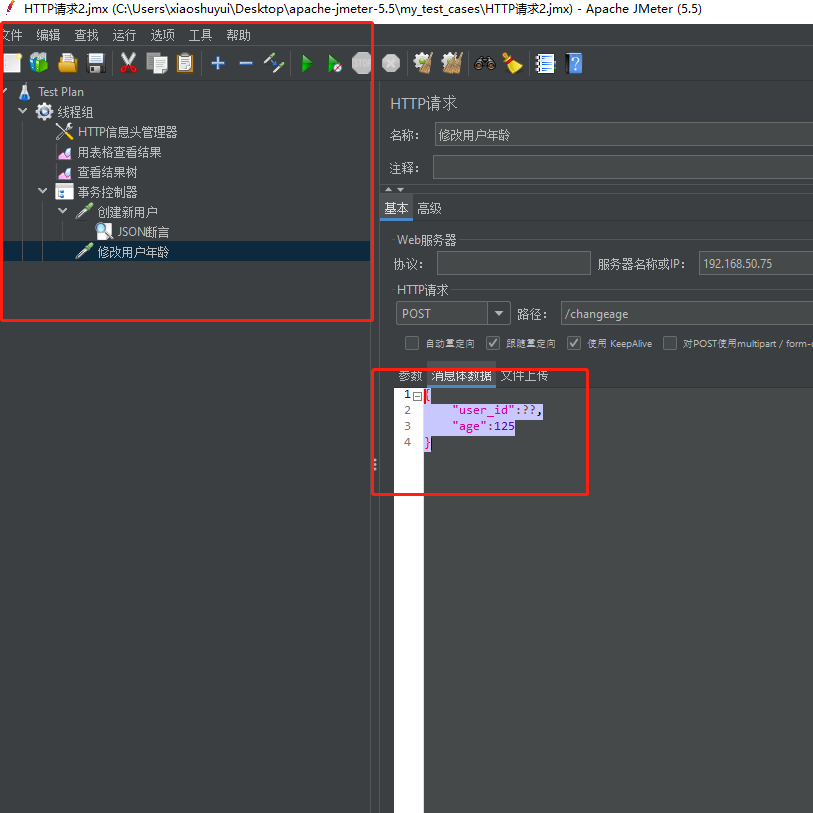 HTTP请求2.jmx (C:\Users\xiaoshuyui\Desktop\apache-jmeter-5.5\my_test_cases\HTTP请求2.jmx) - Apache JMeter (5.5)
文件 编辑 查找 运行 选项 工具 帮助
Test Plan
线程组
HTTP信息头管理器
用表格查看结果
查看结果树
事务控制器
创建新用户
JSON断言
修改用户年龄
HTTP请求
名称: 修改用户年龄
注释:
基本 高级
Web服务器
协议: 服务器名称或IP: 192.168.50.75
HTTP请求
POST 路径: /changeage
自动重定向 跟随重定向 使用 KeepAlive 对POST使用multipart / form-
参数 消息体数据 文件上传
1 {
2 "user_id":??,
3 "age":125
4 }